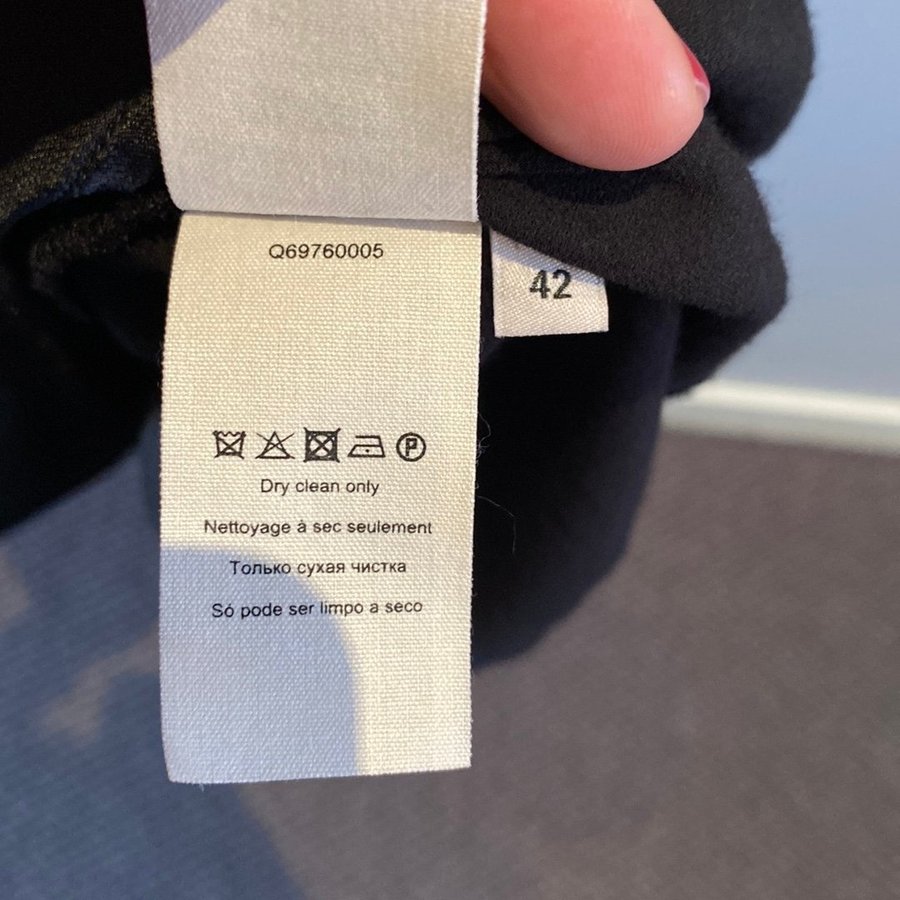 Q69760005
42
P
Dry clean only
Nettoyage à sec seulement
Только сухая чистка
Só pode ser limpo a seco